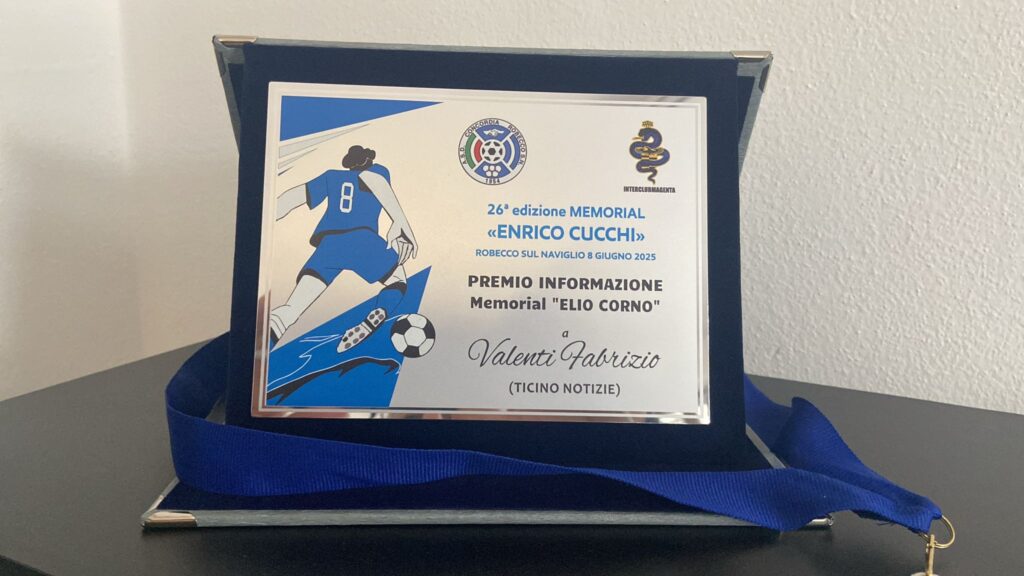 8
A.S.D. CONCORDIA ROBECCO S/N
1954
INTERCLUBMAGENTA
26ª edizione MEMORIAL
«ENRICO CUCCHI»
ROBECCO SUL NAVIGLIO 8 GIUGNO 2025
PREMIO INFORMAZIONE
Memorial "ELIO CORNO"
a
Valenti Fabrizio
(TICINO NOTIZIE)